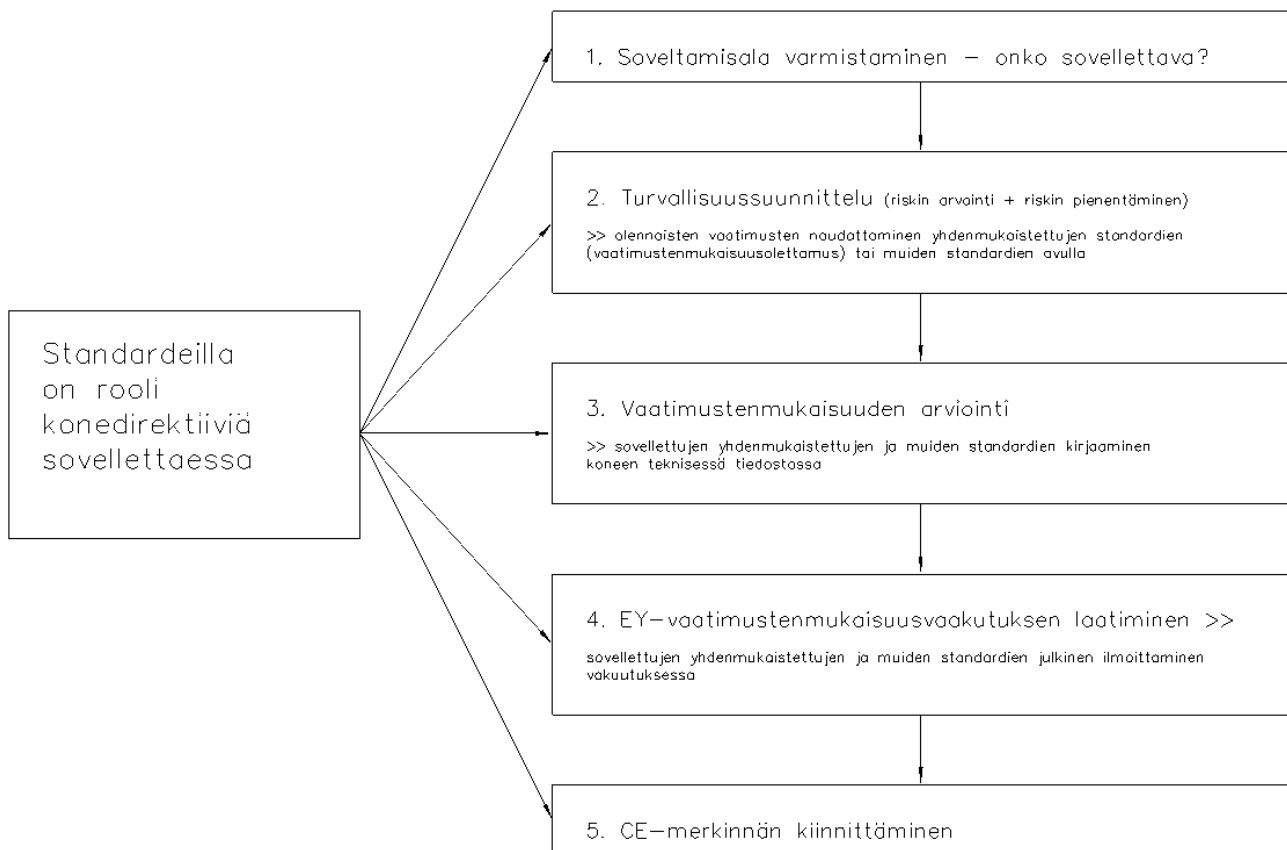 Standardeilla
on rooli
konedirektiiviä
sovellettaessa
1. Soveltamisala varmistaminen – onko sovellettava?
2. Turvallisuussuunnittelu (riskin arvointi + riskin pienentäminen)
>> olennaisten vaatimusten noudattaminen yhdenmukaistettujen standardien
(vaatimustenmukaisuusolettamus) tai muiden standardien avulla
3. Vaatimustenmukaisuuden arviointi
>> sovellettujen yhdenmukaistettujen ja muiden standardien kirjaaminen
koneen teknisessä tiedostossa
4. EY–vaatimustenmukaisuusvaakutuksen laatiminen >>
sovellettujen yhdenmukaistettujen ja muiden standardien julkinen ilmoittaminen
vakuutuksessa
5. CE–merkinnän kiinnittäminen